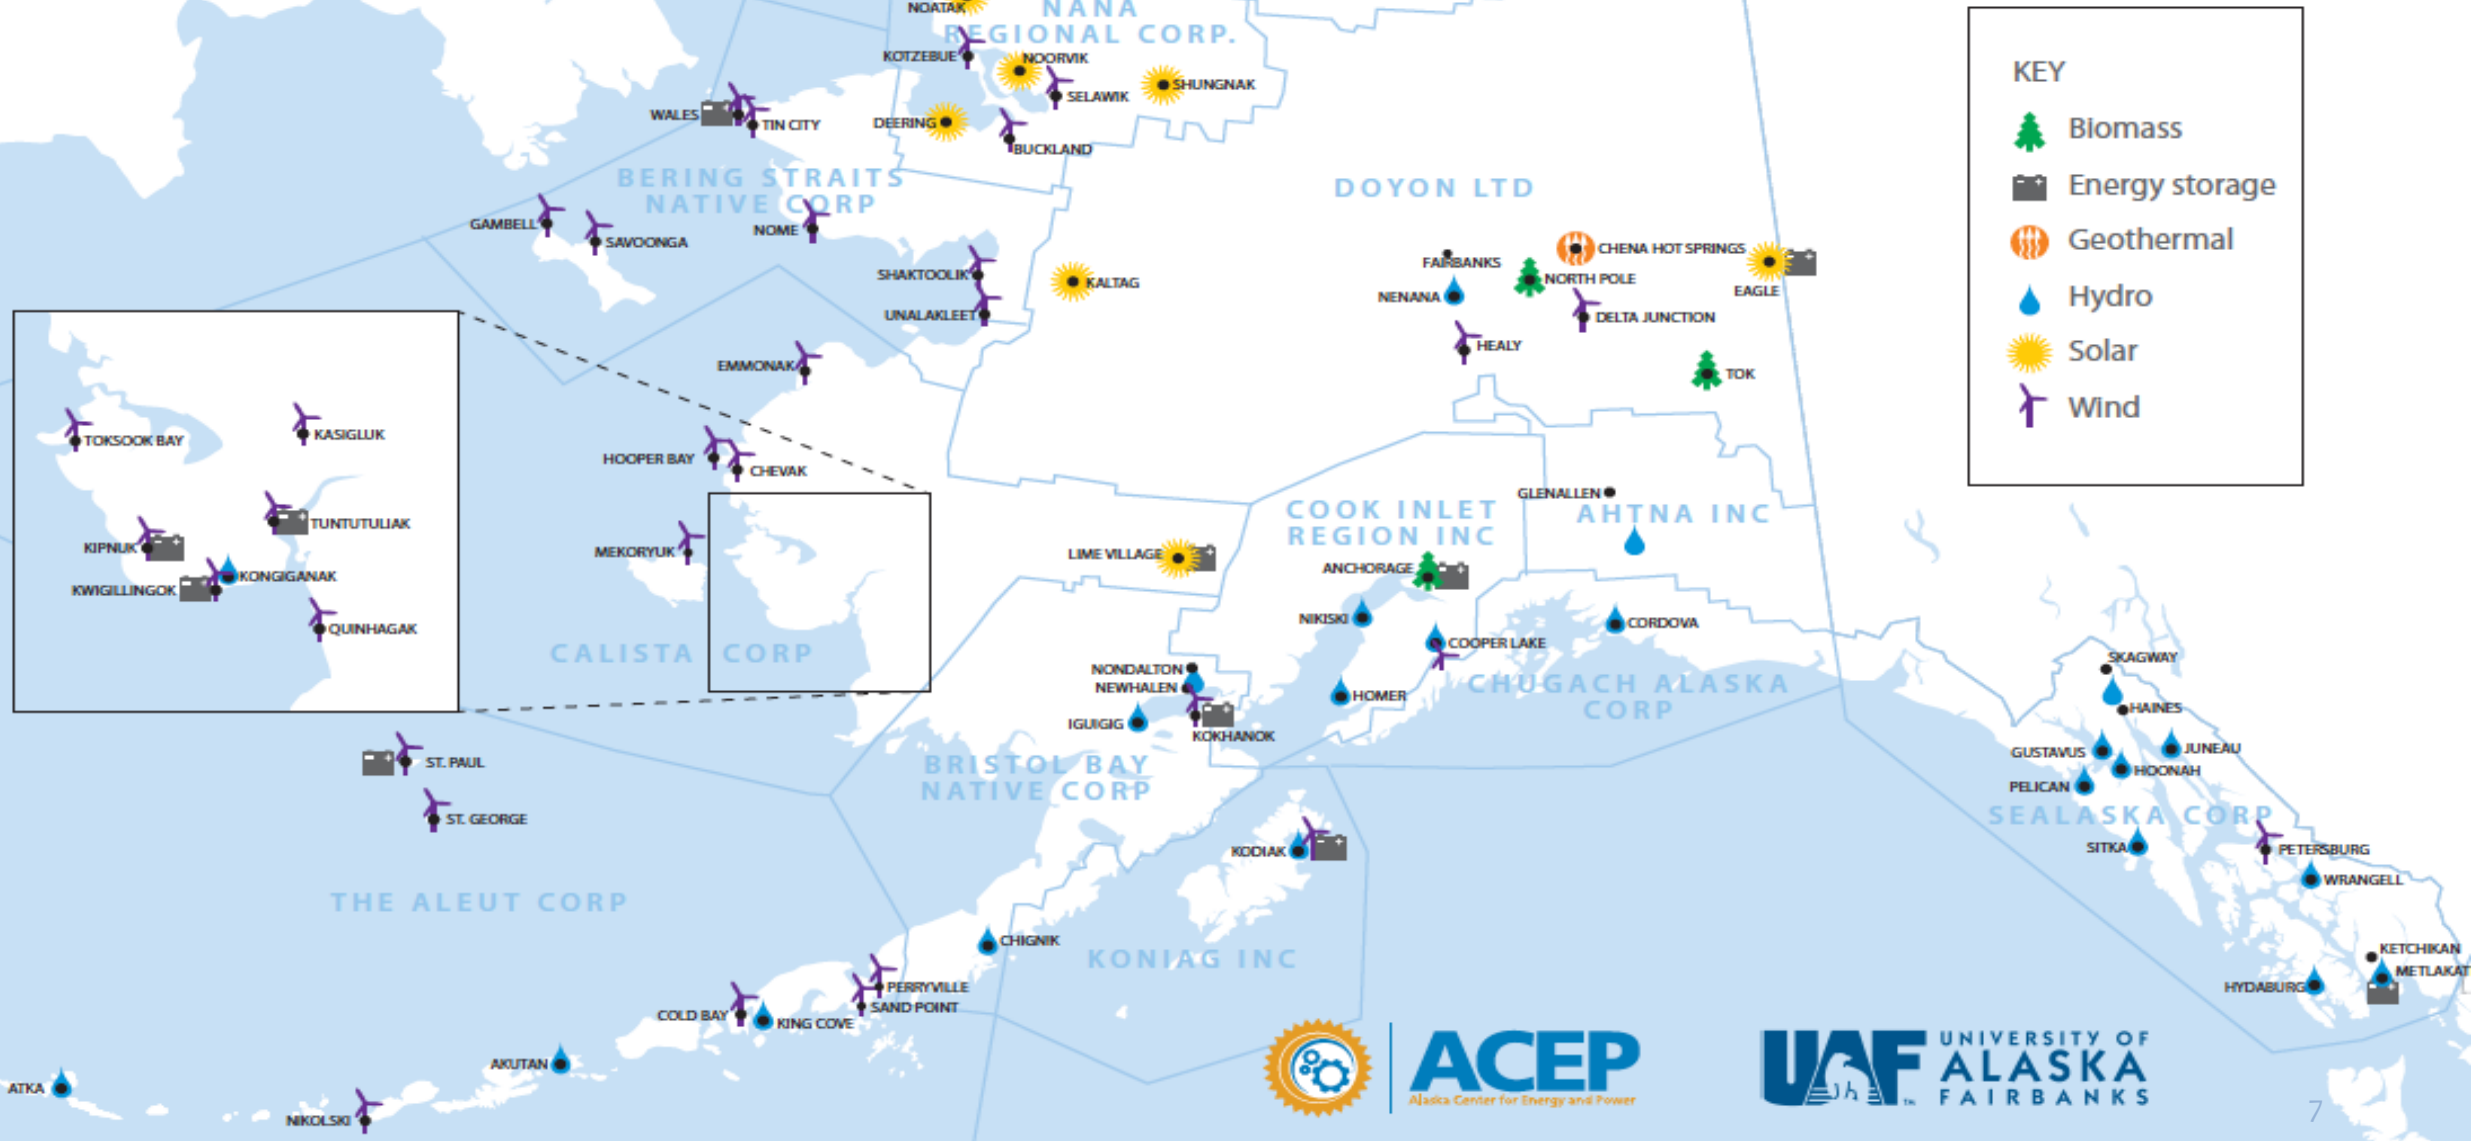 NOATAK
NANA
REGIONAL CORP.
KOTZEBUE
NOORVIK
SELAWIK
SHUNGNAK
WALES
TIN CITY
DEERING
BUCKLAND
BERING STRAITS
NATIVE CORP
DOYON LTD
GAMBELL
SAVOONGA
NOME
SHAKTOOLIK
UNALAKLEET
KALTAG
FAIRBANKS
CHENA HOT SPRINGS
NORTH POLE
NENANA
EAGLE
DELTA JUNCTION
HEALY
TOK
EMMONAK
HOOPER BAY
CHEVAK
MEKORYUK
TOKSOOK BAY
KASIGLUK
TUNTUTULIAK
KIPNUK
KONGIGANAK
KWIGILLINGOK
QUINHAGAK
CALISTA CORP
LIME VILLAGE
COOK INLET
REGION INC
GLENALLEN
AHTNA INC
ANCHORAGE
NIKISKI
COOPER LAKE
CORDOVA
HOMER
CHUGACH ALASKA
CORP
NONDALTON
NEWHALEN
IGUIGIG
KOKHANOK
BRISTOL BAY
NATIVE CORP
ST. PAUL
ST. GEORGE
THE ALEUT CORP
KODIAK
KONIAG INC
CHIGNIK
PERRYVILLE
SAND POINT
COLD BAY
KING COVE
AKUTAN
ATKA
NIKOLSKI
SKAGWAY
HAINES
GUSTAVUS
JUNEAU
HOONAH
PELICAN
SEALASKA CORP
SITKA
PETERSBURG
WRANGELL
KETCHIKAN
METLAKAT
HYDABURG
KEY
Biomass
Energy storage
Geothermal
Hydro
Solar
Wind
ACEP
Alaska Center for Energy and Power
UAF
UNIVERSITY OF
ALASKA
FAIRBANKS
7